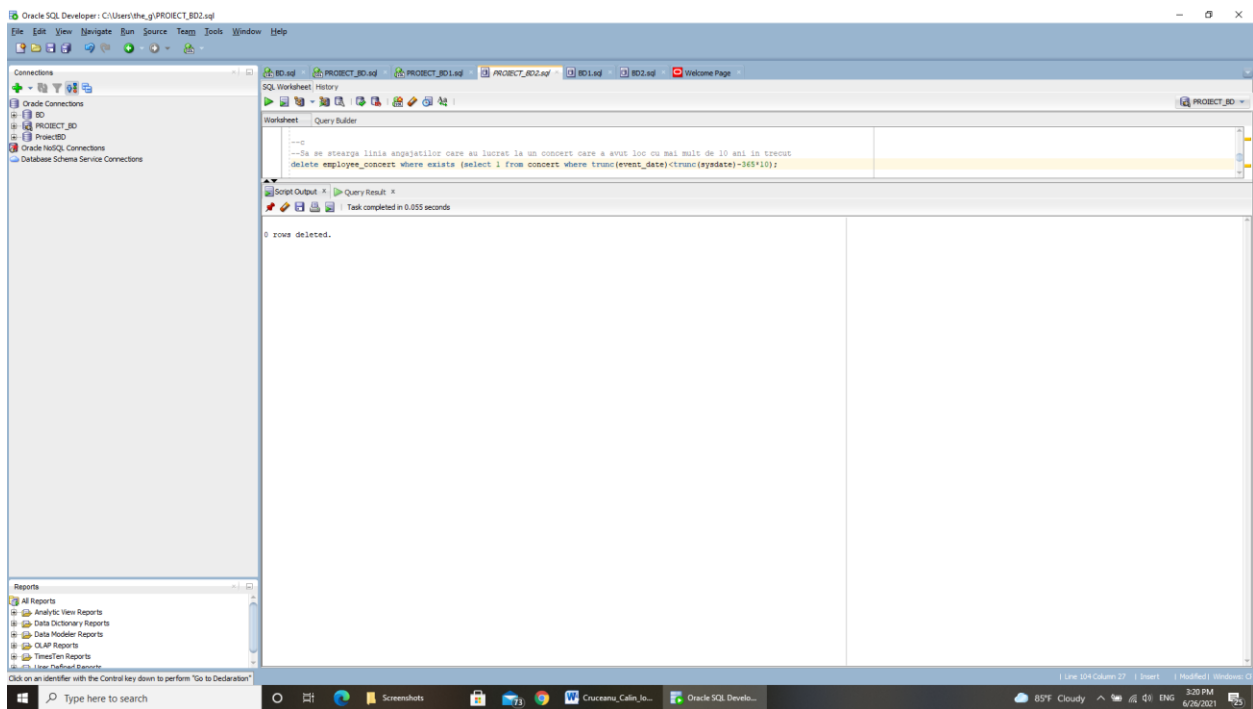 Oracle SQL Developer : C:\Users\the_g\PROIECT_BD2.sql
File Edit View Navigate Run Source Team Tools Window Help
Connections
BD.sql PROIECT_BD.sql PROIECT_BD1.sql PROIECT_BD2.sql BD1.sql BD2.sql Welcome Page
SQL Worksheet History
Oracle Connections
BD
PROIECT_BD
ProiectBD
Oracle NoSQL Connections
Database Schema Service Connections
PROIECT_BD
Worksheet Query Builder
--c
--Sa se stearga linia angajatilor care au lucrat la un concert care a avut loc cu mai mult de 10 ani in trecut
delete employee_concert where exists (select 1 from concert where trunc(event_date)<trunc(sysdate)-365*10);
Script Output Query Result
Task completed in 0.055 seconds
0 rows deleted.
Reports
All Reports
Analytic View Reports
Data Dictionary Reports
Data Modeler Reports
OLAP Reports
TimesTen Reports
User Defined Reports
Click on an identifier with the Control key down to perform "Go to Declaration"
Line 104 Column 27 | Insert | Modified | Windows: Cl
Type here to search
Screenshots
73
Cruceanu_Calin_Io...
Oracle SQL Develo...
85°F Cloudy
ENG
3:20 PM
6/26/2021
25